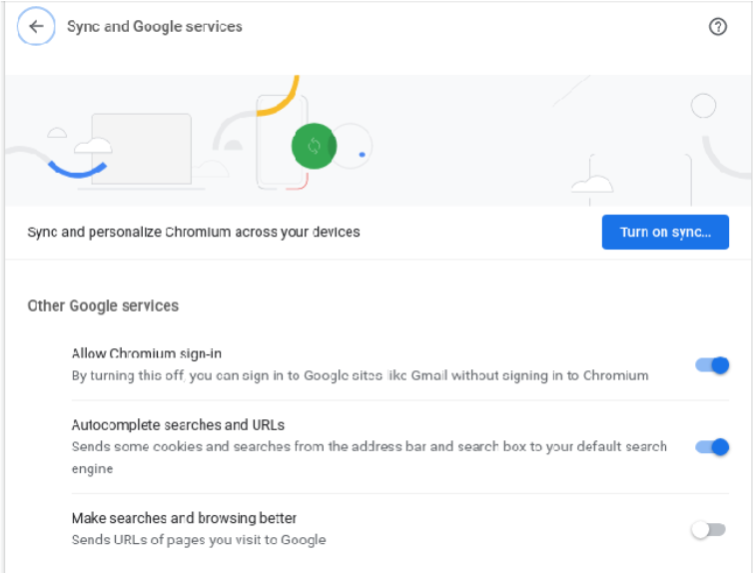 Sync and Google services
Sync and personalize Chromium across your devices
Turn on sync...
Other Google services
Allow Chromium sign-in
By turning this off, you can sign in to Google sites like Gmail without signing in to Chromium
Autocomplete searches and URLs
Sends some cookies and searches from the address bar and search box to your default search
engine
Make searches and browsing better
Sends URLs of pages you visit to Google